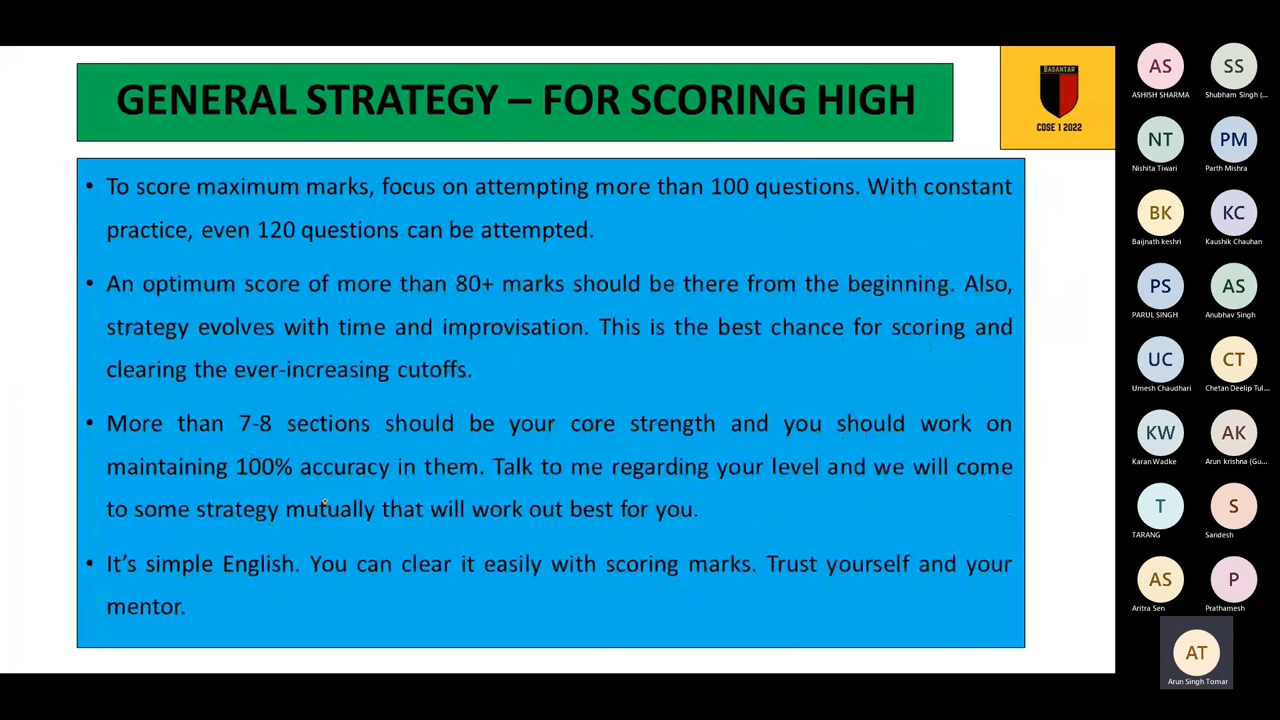 GENERAL STRATEGY – FOR SCORING HIGH
BASANTAR
CDSE 1 2022
• To score maximum marks, focus on attempting more than 100 questions. With constant
practice, even 120 questions can be attempted.
• An optimum score of more than 80+ marks should be there from the beginning. Also,
strategy evolves with time and improvisation. This is the best chance for scoring and
clearing the ever-increasing cutoffs.
• More than 7-8 sections should be your core strength and you should work on
maintaining 100% accuracy in them. Talk to me regarding your level and we will come
to some strategy mutually that will work out best for you.
• It's simple English. You can clear it easily with scoring marks. Trust yourself and your
mentor.
AS SS
ASHISH SHARMA Shubham Singh (...
NT PM
Nishita Tiwari Parth Mishra
BK KC
Baijnath keshri Kaushik Chauhan
PS AS
PARUL SINGH Anubhav Singh
UC CT
Umesh Chaudhari Chetan Deelip Tul...
KW AK
Karan Wadke Arun krishna (Gu...
T S
TARANG Sandesh
AS P
Aritra Sen Prathamesh
AT
Arun Singh Tomar